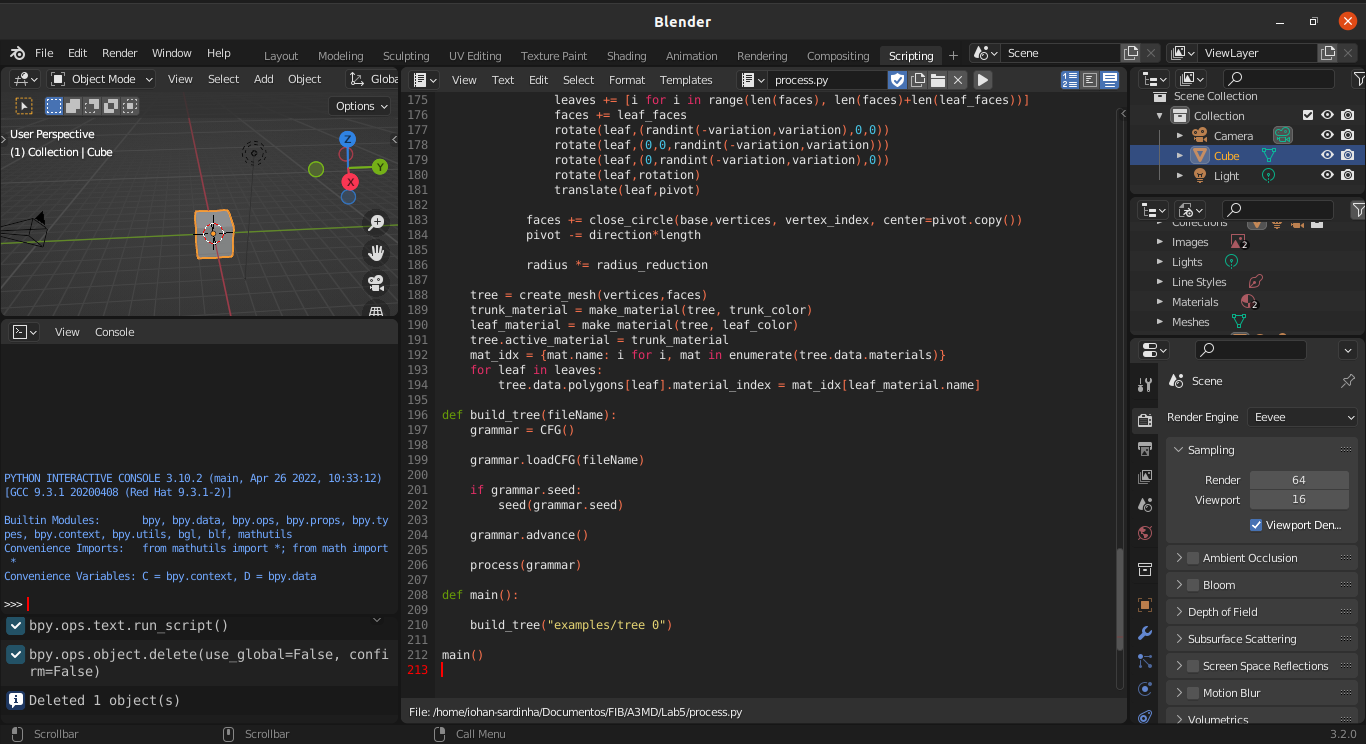 Blender
File Edit Render Window Help
Layout Modeling Sculpting UV Editing Texture Paint Shading Animation Rendering Compositing Scripting +
Scene
ViewLayer
Object Mode View Select Add Object Globa
Options
User Perspective
(1) Collection | Cube
Z
Y
X
View Console
PYTHON INTERACTIVE CONSOLE 3.10.2 (main, Apr 26 2022, 10:33:12)
[GCC 9.3.1 20200408 (Red Hat 9.3.1-2)]
Builtin Modules: bpy, bpy.data, bpy.ops, bpy.props, bpy.ty
pes, bpy.context, bpy.utils, bgl, blf, mathutils
Convenience Imports: from mathutils import *; from math import
*
Convenience Variables: C = bpy.context, D = bpy.data
>>>
bpy.ops.text.run_script()
bpy.ops.object.delete(use_global=False, confi
rm=False)
Deleted 1 object(s)
View Text Edit Select Format Templates process.py
175 leaves += [i for i in range(len(faces), len(faces)+len(leaf_faces))]
176 faces += leaf_faces
177 rotate(leaf,(randint(-variation,variation),0,0))
178 rotate(leaf,(0,0,randint(-variation,variation)))
179 rotate(leaf,(0,randint(-variation,variation),0))
180 rotate(leaf,rotation)
181 translate(leaf,pivot)
182
183 faces += close_circle(base,vertices, vertex_index, center=pivot.copy())
184 pivot -= direction*length
185
186 radius *= radius_reduction
187
188 tree = create_mesh(vertices,faces)
189 trunk_material = make_material(tree, trunk_color)
190 leaf_material = make_material(tree, leaf_color)
191 tree.active_material = trunk_material
192 mat_idx = {mat.name: i for i, mat in enumerate(tree.data.materials)}
193 for leaf in leaves:
194 tree.data.polygons[leaf].material_index = mat_idx[leaf_material.name]
195
196 def build_tree(fileName):
197 grammar = CFG()
198
199 grammar.loadCFG(fileName)
200
201 if grammar.seed:
202 seed(grammar.seed)
203
204 grammar.advance()
205
206 process(grammar)
207
208 def main():
209
210 build_tree("examples/tree 0")
211
212 main()
213
File: /home/iohan-sardinha/Documentos/FIB/A3MD/Lab5/process.py
Scene Collection
Collection
Camera
Cube
Light
Images 2
Lights
Line Styles
Materials 2
Meshes
Scene
Render Engine Eevee
Sampling
Render 64
Viewport 16
Viewport Den...
Ambient Occlusion
Bloom
Depth of Field
Subsurface Scattering
Screen Space Reflections
Motion Blur
Volumetrics
Scrollbar
Scrollbar
Call Menu
3.2.0